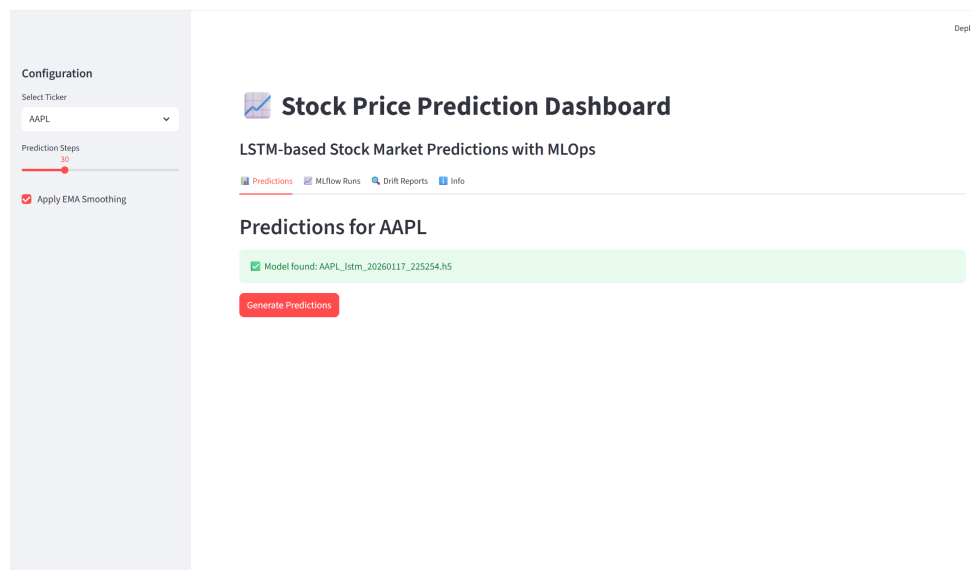 Depl
Configuration
Select Ticker
AAPL
Prediction Steps
30
Apply EMA Smoothing
Stock Price Prediction Dashboard
LSTM-based Stock Market Predictions with MLOps
Predictions MLflow Runs Drift Reports Info
Predictions for AAPL
Model found: AAPL_lstm_20260117_225254.h5
Generate Predictions